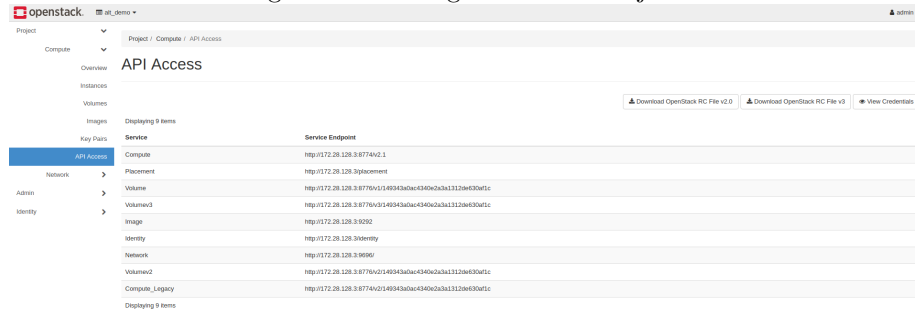 openstack. alt_demo admin
Project
Project / Compute / API Access
Compute
Overview
API Access
Instances
Volumes
Download OpenStack RC File v2.0 Download OpenStack RC File v3 View Credentials
Images
Displaying 9 items
Key Pairs
Service Service Endpoint
API Access
Compute http://172.28.128.3:8774/v2.1
Network
Placement http://172.28.128.3/placement
Admin
Volume http://172.28.128.3:8776/v1/149343a0ac4340e2a3a1312de630af1c
Identity
Volumev3 http://172.28.128.3:8776/v3/149343a0ac4340e2a3a1312de630af1c
Image http://172.28.128.3:9292
Identity http://172.28.128.3/identity
Network http://172.28.128.3:9696/
Volumev2 http://172.28.128.3:8776/v2/149343a0ac4340e2a3a1312de630af1c
Compute_Legacy http://172.28.128.3:8774/v2/149343a0ac4340e2a3a1312de630af1c
Displaying 9 items